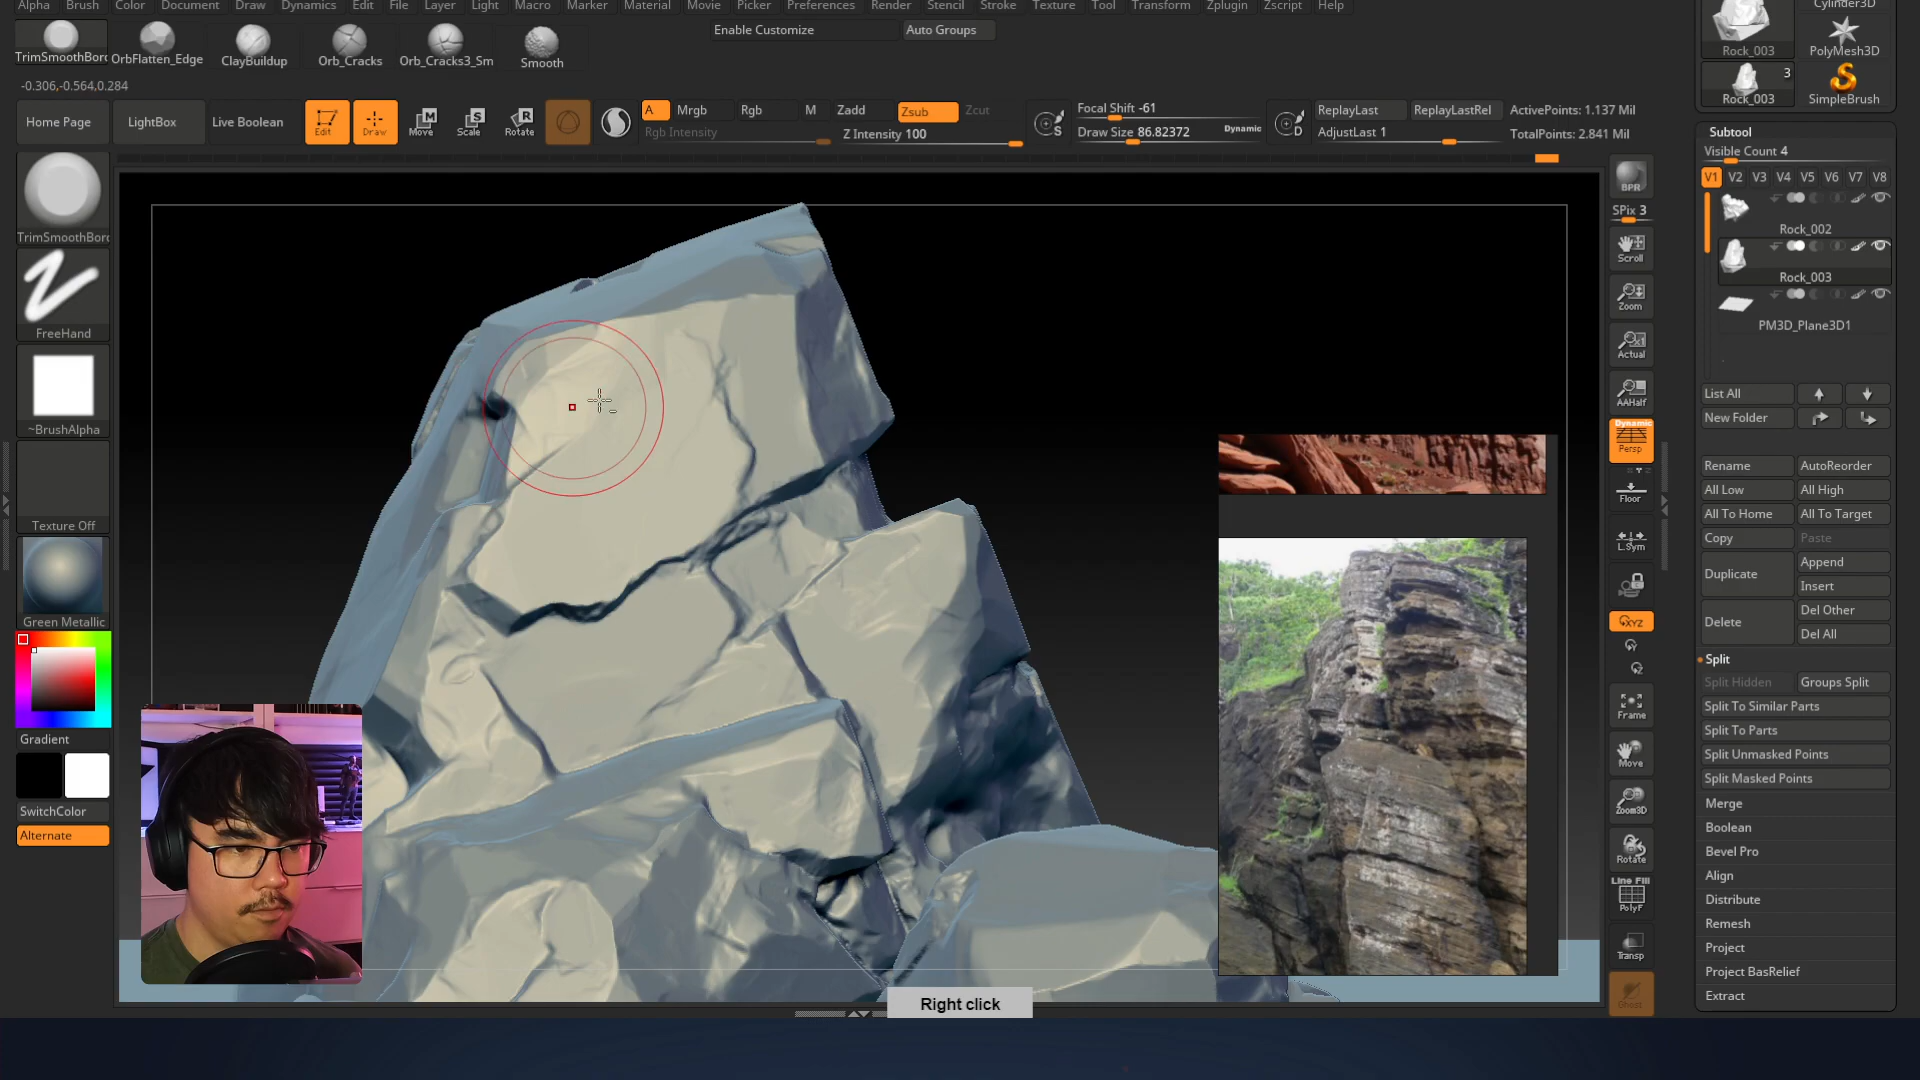 Alpha Brush Color Document Draw Dynamics Edit File Layer Light Macro Marker Material Movie Picker Preferences Render Stencil Stroke Texture Tool Transform Zplugin Zscript Help
TrimSmoothBord OrbFlatten_Edge ClayBuildup Orb_Cracks Orb_Cracks3_Sm Smooth
Enable Customize Auto Groups
-0.306,-0.564,0.284
Home Page LightBox Live Boolean Edit Draw Move Scale Rotate
A Mrgb Rgb M Zadd Zsub Zcut
Rgb Intensity Z Intensity 100
Focal Shift -61
Draw Size 86.82372 Dynamic
S D
ReplayLast ReplayLastRel
AdjustLast 1
ActivePoints: 1.137 Mil
TotalPoints: 2.841 Mil
TrimSmoothBord
FreeHand
~BrushAlpha
Texture Off
Green Metallic
Gradient
SwitchColor
Alternate
BPR
SPix 3
Scroll
Zoom
Actual
AAHalf
Dynamic
Persp
Floor
L.Sym
XYZ
Frame
Move
Zoom3D
Rotate
Line Fill
PolyF
Transp
Ghost
Cylinder3D
Rock_003 PolyMesh3D
3
Rock_003 SimpleBrush
Subtool
Visible Count 4
V1 V2 V3 V4 V5 V6 V7 V8
Rock_002
Rock_003
PM3D_Plane3D1
List All
New Folder
Rename AutoReorder
All Low All High
All To Home All To Target
Copy Paste
Duplicate Append
Insert
Delete Del Other
Del All
Split
Split Hidden Groups Split
Split To Similar Parts
Split To Parts
Split Unmasked Points
Split Masked Points
Merge
Boolean
Bevel Pro
Align
Distribute
Remesh
Project
Project BasRelief
Extract
Right click